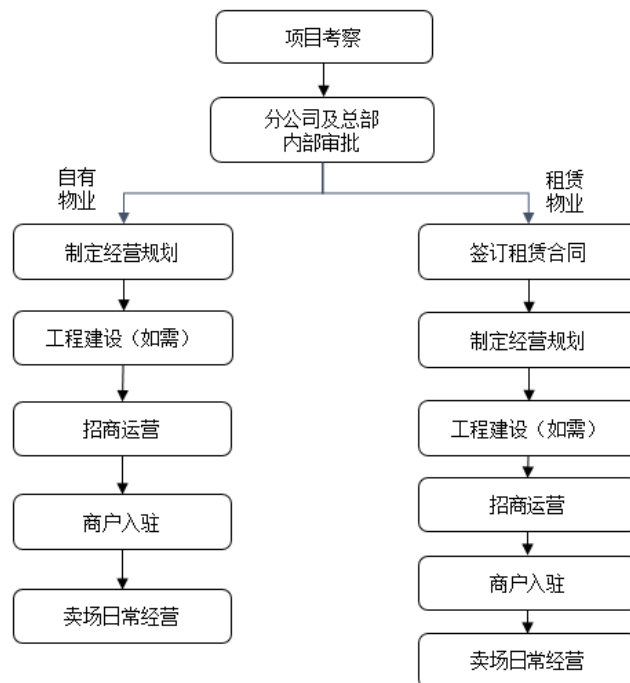 项目考察
分公司及总部
内部审批
自有
物业
制定经营规划
工程建设（如需）
招商运营
商户入驻
卖场日常经营
租赁
物业
签订租赁合同
制定经营规划
工程建设（如需）
招商运营
商户入驻
卖场日常经营